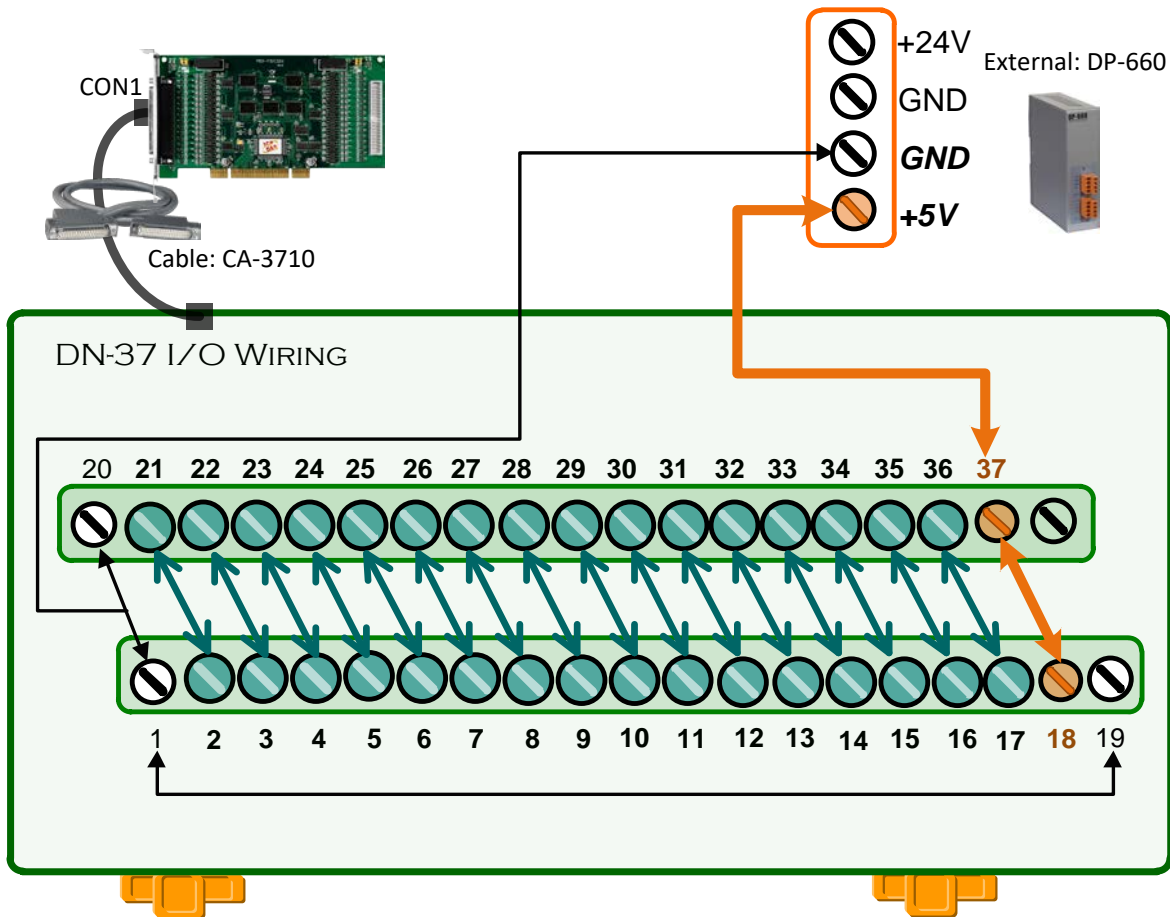 +24V
External: DP-660
CON1
GND
GND
+5V
Cable: CA-3710
DN-37 I/O WIRING
20 21 22 23 24 25 26 27 28 29 30 31 32 33 34 35 36 37
1 2 3 4 5 6 7 8 9 10 11 12 13 14 15 16 17 18 19